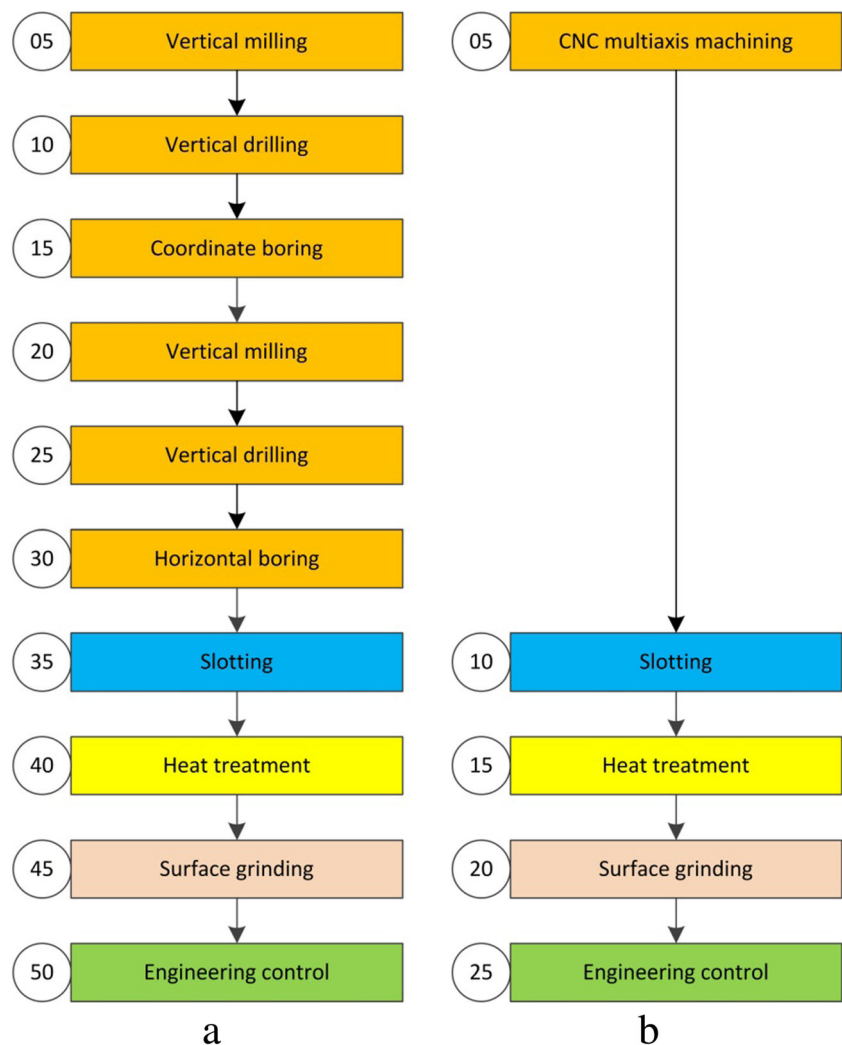 05 Vertical milling
10 Vertical drilling
15 Coordinate boring
20 Vertical milling
25 Vertical drilling
30 Horizontal boring
35 Slotting
40 Heat treatment
45 Surface grinding
50 Engineering control
a
05 CNC multiaxis machining
10 Slotting
15 Heat treatment
20 Surface grinding
25 Engineering control
b